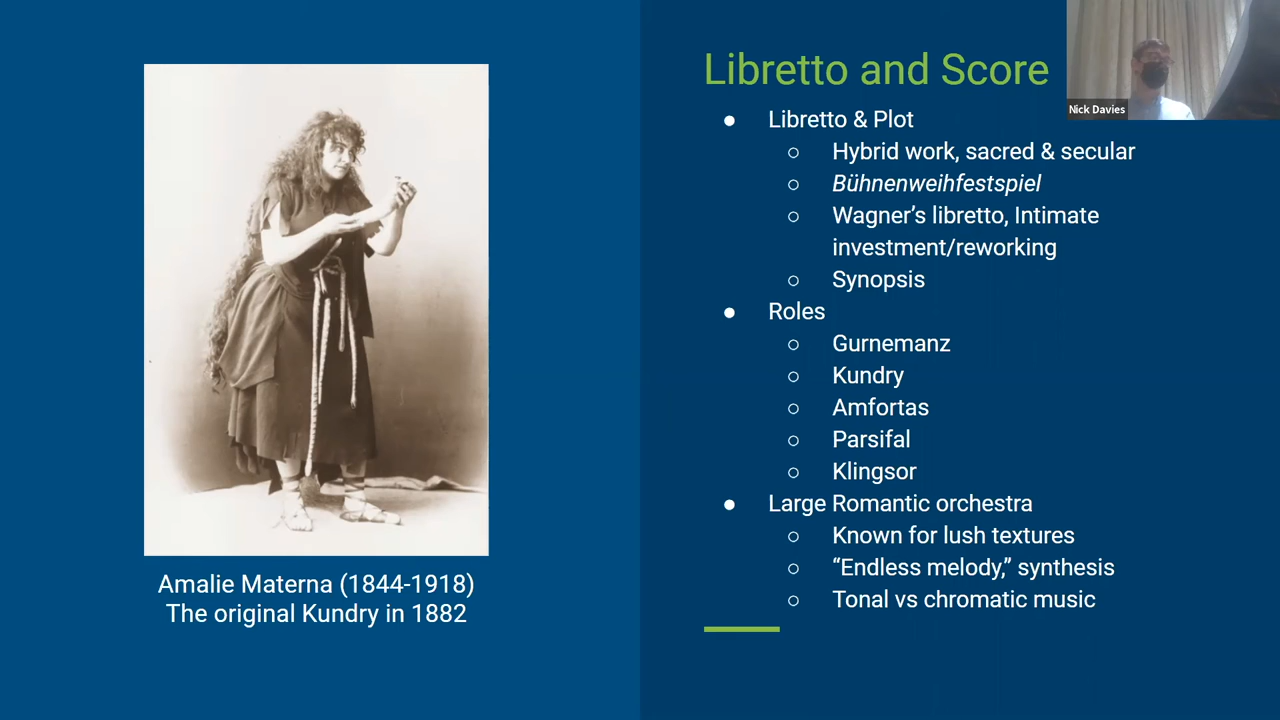 Libretto and Score
Nick Davies
● Libretto & Plot
○ Hybrid work, sacred & secular
○ Bühnenweihfestspiel
○ Wagner’s libretto, Intimate
investment/reworking
○ Synopsis
● Roles
○ Gurnemanz
○ Kundry
○ Amfortas
○ Parsifal
○ Klingsor
● Large Romantic orchestra
○ Known for lush textures
○ “Endless melody,” synthesis
○ Tonal vs chromatic music
Amalie Materna (1844-1918)
The original Kundry in 1882